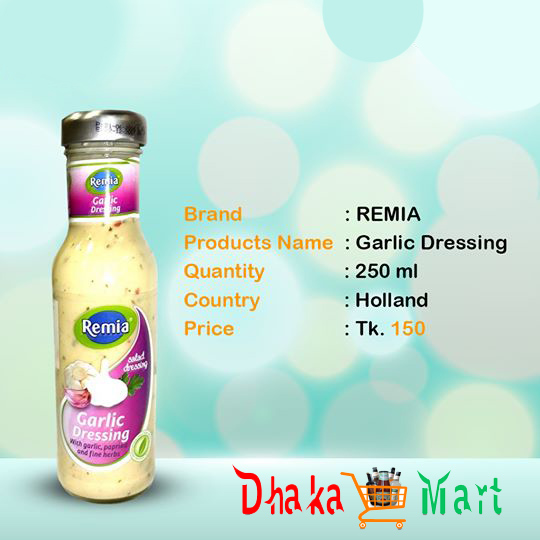 Remia
Garlic
Dressing
Remia
salad
dressing
Garlic
Dressing
With garlic, paprika
and fine herbs
Brand : REMIA
Products Name : Garlic Dressing
Quantity : 250 ml
Country : Holland
Price : Tk. 150
Dhaka Mart